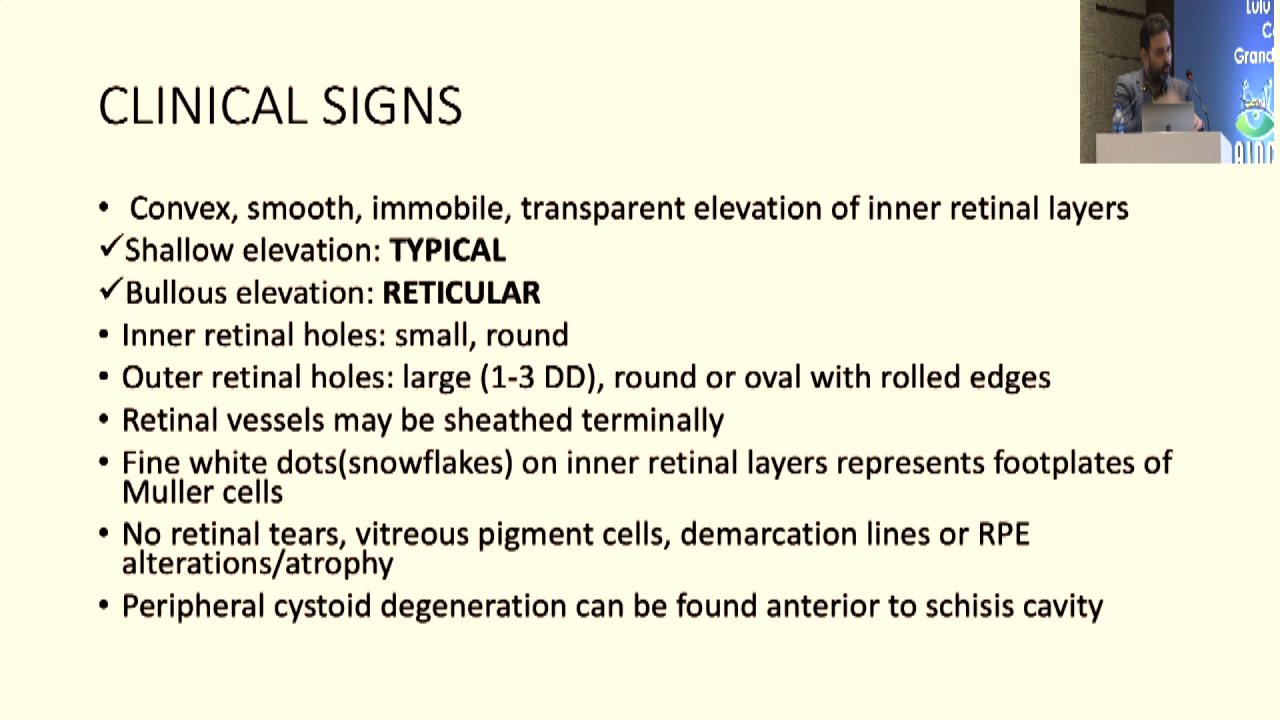 Lulu
Grand
CLINICAL SIGNS
• Convex, smooth, immobile, transparent elevation of inner retinal layers
✓Shallow elevation: TYPICAL
✓Bullous elevation: RETICULAR
• Inner retinal holes: small, round
• Outer retinal holes: large (1-3 DD), round or oval with rolled edges
• Retinal vessels may be sheathed terminally
• Fine white dots(snowflakes) on inner retinal layers represents footplates of
Muller cells
• No retinal tears, vitreous pigment cells, demarcation lines or RPE
alterations/atrophy
• Peripheral cystoid degeneration can be found anterior to schisis cavity